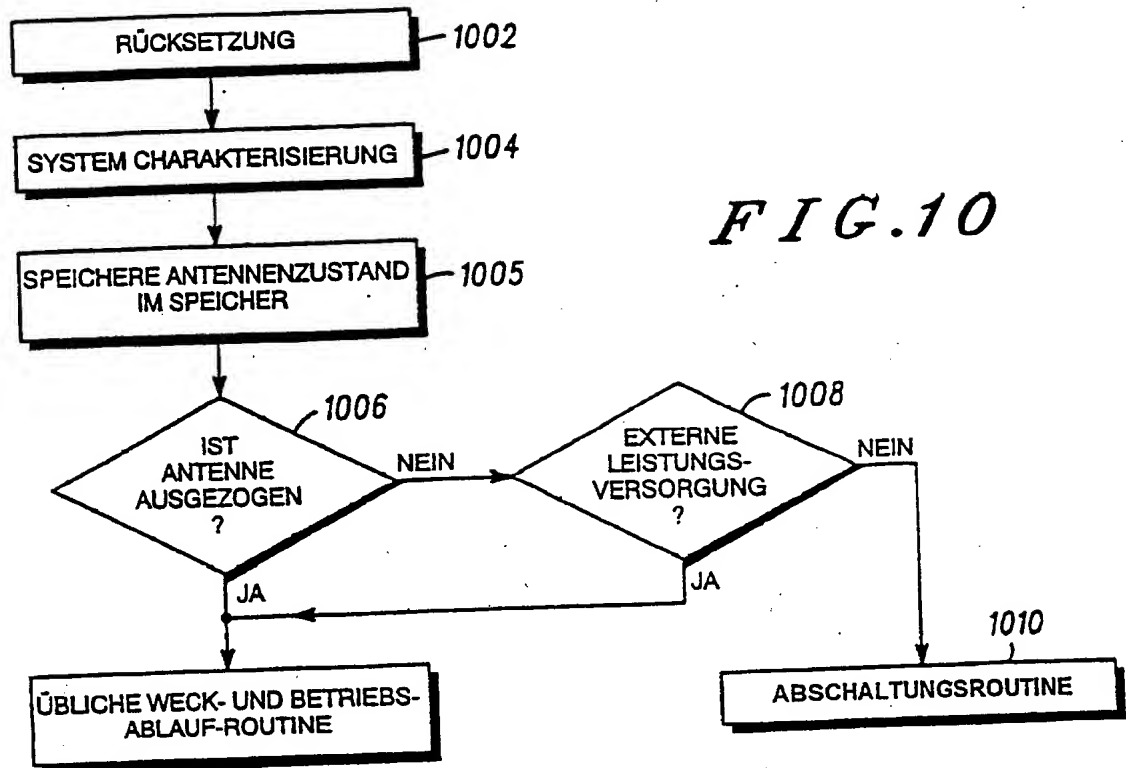 RÜCKSETZUNG
1002
SYSTEM CHARAKTERISIERUNG
1004
FIG.10
SPEICHERE ANTENNENZUSTAND
IM SPEICHER
1005
1006
IST
ANTENNE
AUSGEZOGEN
?
NEIN
JA
1008
EXTERNE
LEISTUNGS-
VERSORGUNG
?
NEIN
JA
ÜBLICHE WECK- UND BETRIEBS-
ABLAUF-ROUTINE
1010
ABSCHALTUNGSROUTINE